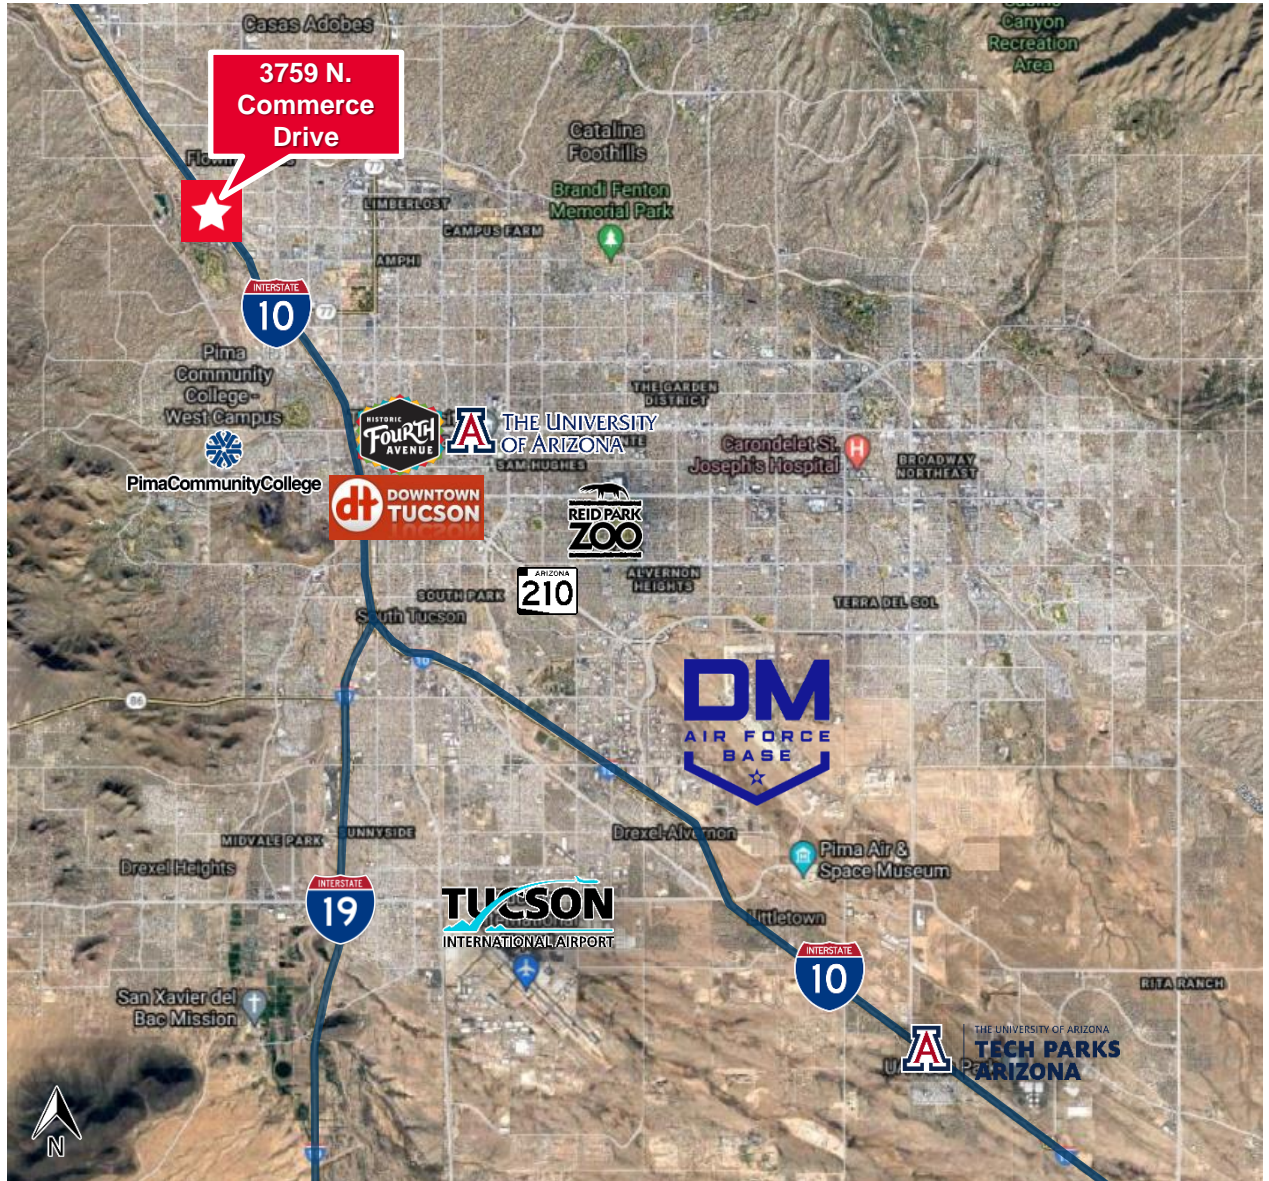 Casas Adobes
Canyon
Recreation
Area
3759 N.
Commerce
Drive
Catalina
Foothills
77
LIMBERLOST
Brandi Fenton
Memorial Park
CAMPUS FARM
AMPHI
INTERSTATE
10
77
Pima
Community
College -
West Campus
PimaCommunityCollege
THE GARDEN
DISTRICT
HISTORIC
FOURTH
AVENUE
A
THE UNIVERSITY
OF ARIZONA
SAM HUGHES
Carondelet St.
Joseph's Hospital
H
BROADWAY
NORTHEAST
dt
DOWNTOWN
TUCSON
REID PARK
ZOO
ARIZONA
210
ALVERNON
HEIGHTS
SOUTH PARK
South Tucson
TERRA DEL SOL
10
86
DM
AIR FORCE
BASE
MIDVALE PARK
SUNNYSIDE
Drexel-Alvernon
Drexel Heights
Pima Air &
Space Museum
INTERSTATE
19
TUCSON
INTERNATIONAL AIRPORT
Littletown
INTERSTATE
10
RITA RANCH
San Xavier del
Bac Mission
A
THE UNIVERSITY OF ARIZONA
TECH PARKS
ARIZONA
N